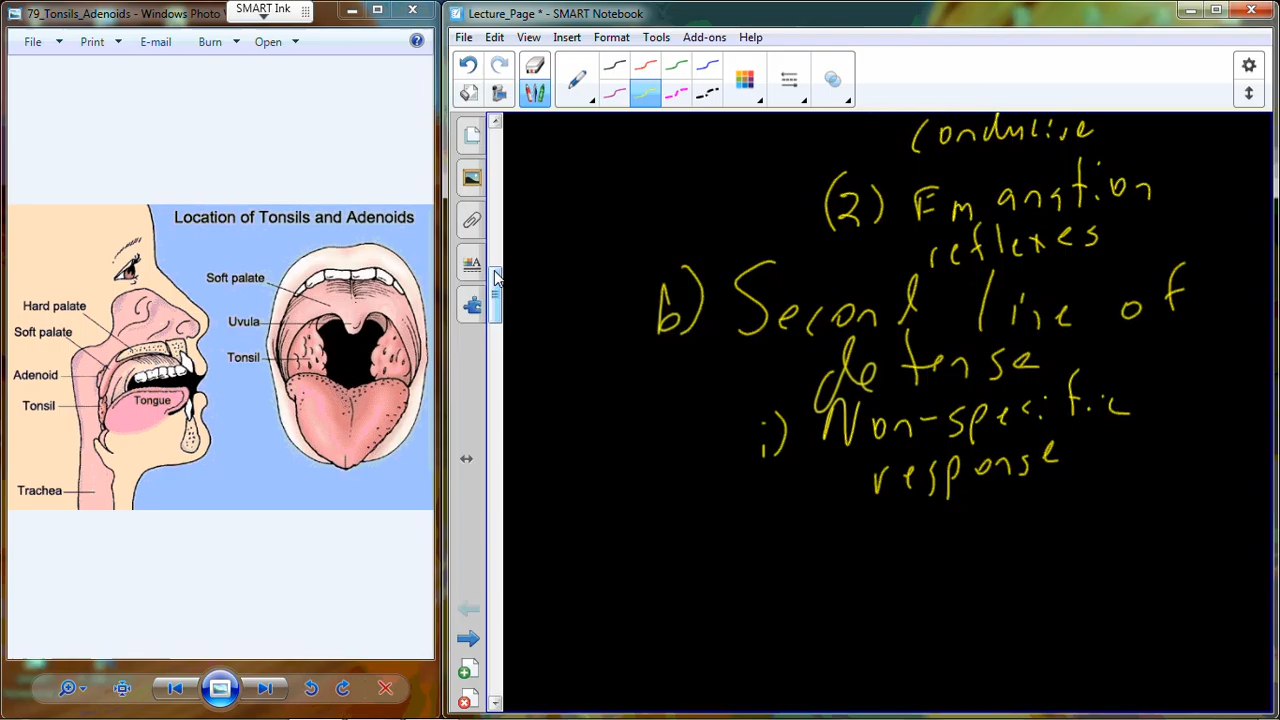 79_Tonsils_Adenoids - Windows Photo
SMART Ink
File Print E-mail Burn Open
Location of Tonsils and Adenoids
Soft palate
Hard palate
Uvula
Soft palate
Tonsil
Adenoid
Tongue
Tonsil
Trachea
Lecture_Page * - SMART Notebook
File Edit View Insert Format Tools Add-ons Help
(2) Emanation
reflexes
b) Second line of
defense
i) Non-specific
response